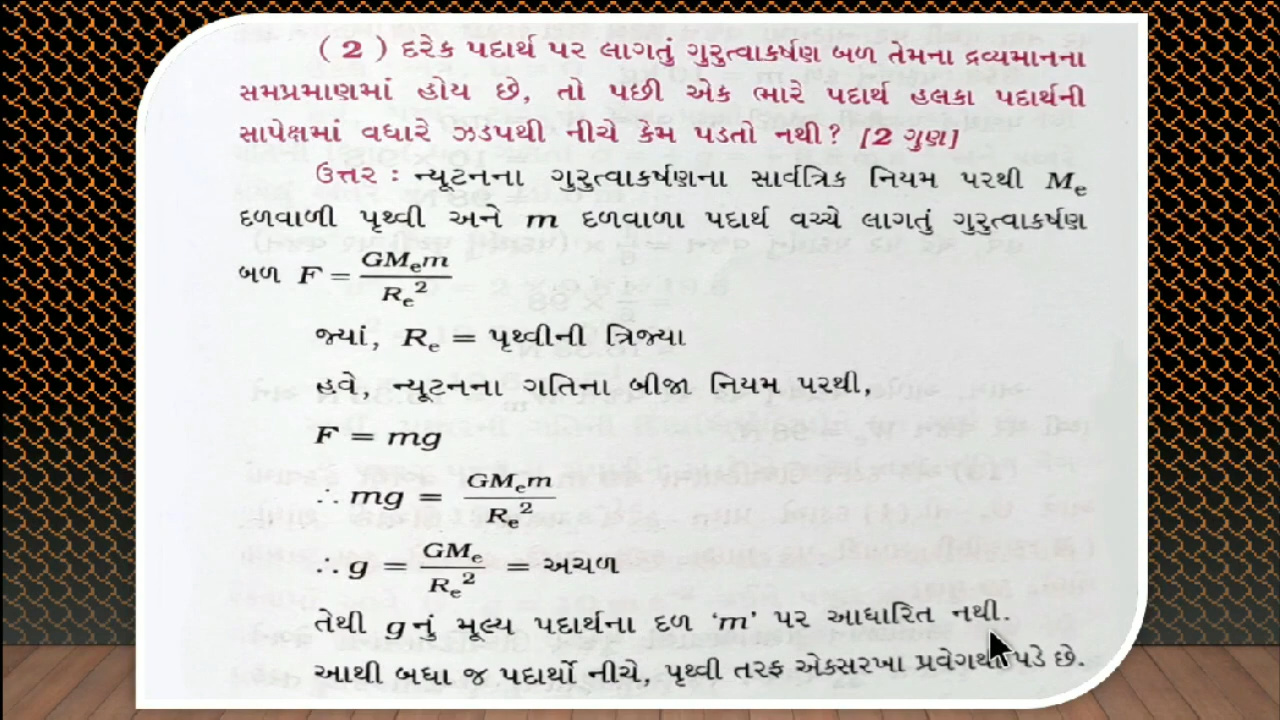 ( 2 ) દરેક પદાર્થ પર લાગતું ગુરુત્વાકર્ષણ બળ તેમના દ્રવ્યમાનના
સમપ્રમાણમાં હોય છે, તો પછી એક ભારે પદાર્થ હલકા પદાર્થની
સાપેક્ષમાં વધારે ઝડપથી નીચે કેમ પડતો નથી? [2 ગુણ]
ઉત્તર : ન્યૂટનના ગુરુત્વાકર્ષણના સાર્વત્રિક નિયમ પરથી Mₑ
દળવાળી પૃથ્વી અને m દળવાળા પદાર્થ વચ્ચે લાગતું ગુરુત્વાકર્ષણ
બળ F = GMₑm / Rₑ²
જ્યાં, Rₑ = પૃથ્વીની ત્રિજ્યા
હવે, ન્યૂટનના ગતિના બીજા નિયમ પરથી,
F = mg
∴ mg = GMₑm / Rₑ²
∴ g = GMₑ / Rₑ² = અચળ
તેથી g નું મૂલ્ય પદાર્થના દળ 'm' પર આધારિત નથી.
આથી બધા જ પદાર્થો નીચે, પૃથ્વી તરફ એકસરખા પ્રવેગથી પડે છે.